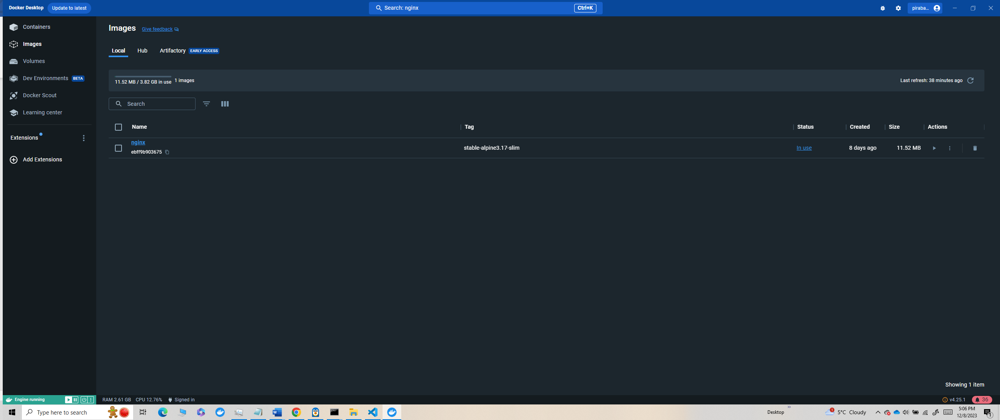 Docker Desktop Update to latest Search: nginx Ctrl+K piraba...
Containers
Images
Volumes
Dev Environments BETA
Docker Scout
Learning center
Extensions
Add Extensions
Images Give feedback
Local Hub Artifactory EARLY ACCESS
11.52 MB / 3.82 GB in use 1 images Last refresh: 38 minutes ago
Search
Name Tag Status Created Size Actions
nginx
ebff9b903675 stable-alpine3.17-slim In use 8 days ago 11.52 MB
Showing 1 item
Engine running RAM 2.61 GB CPU 12.76% Signed in v4.25.1 36
Type here to search Desktop 1 5°C Cloudy 5:06 PM
12/8/2023 1